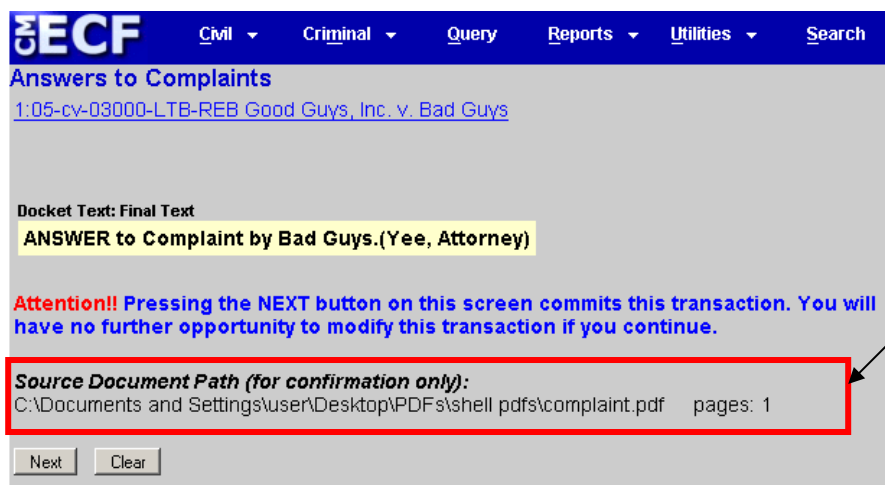 CM ECF Civil Criminal Query Reports Utilities Search
Answers to Complaints
1:05-cv-03000-LTB-REB Good Guys, Inc. v. Bad Guys
Docket Text: Final Text
ANSWER to Complaint by Bad Guys.(Yee, Attorney)
Attention!! Pressing the NEXT button on this screen commits this transaction. You will
have no further opportunity to modify this transaction if you continue.
Source Document Path (for confirmation only):
C:\Documents and Settings\user\Desktop\PDFs\shell pdfs\complaint.pdf pages: 1
Next Clear